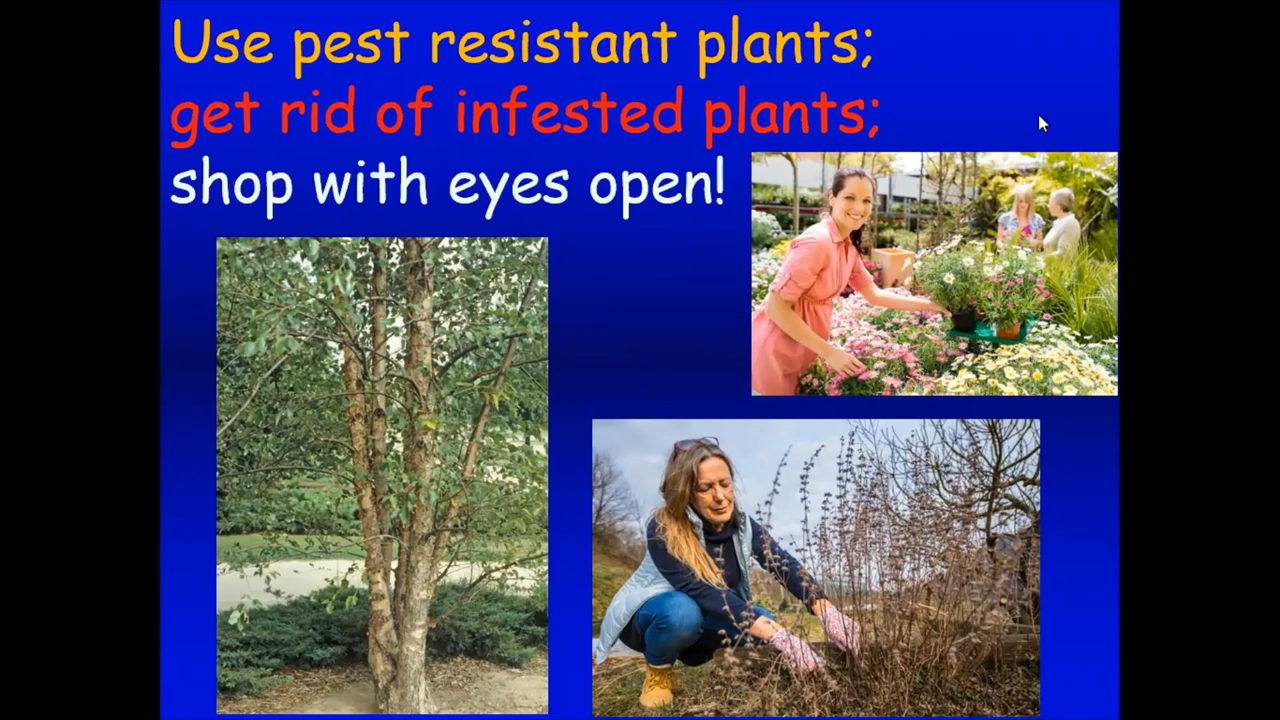 Use pest resistant plants;
get rid of infested plants;
shop with eyes open!